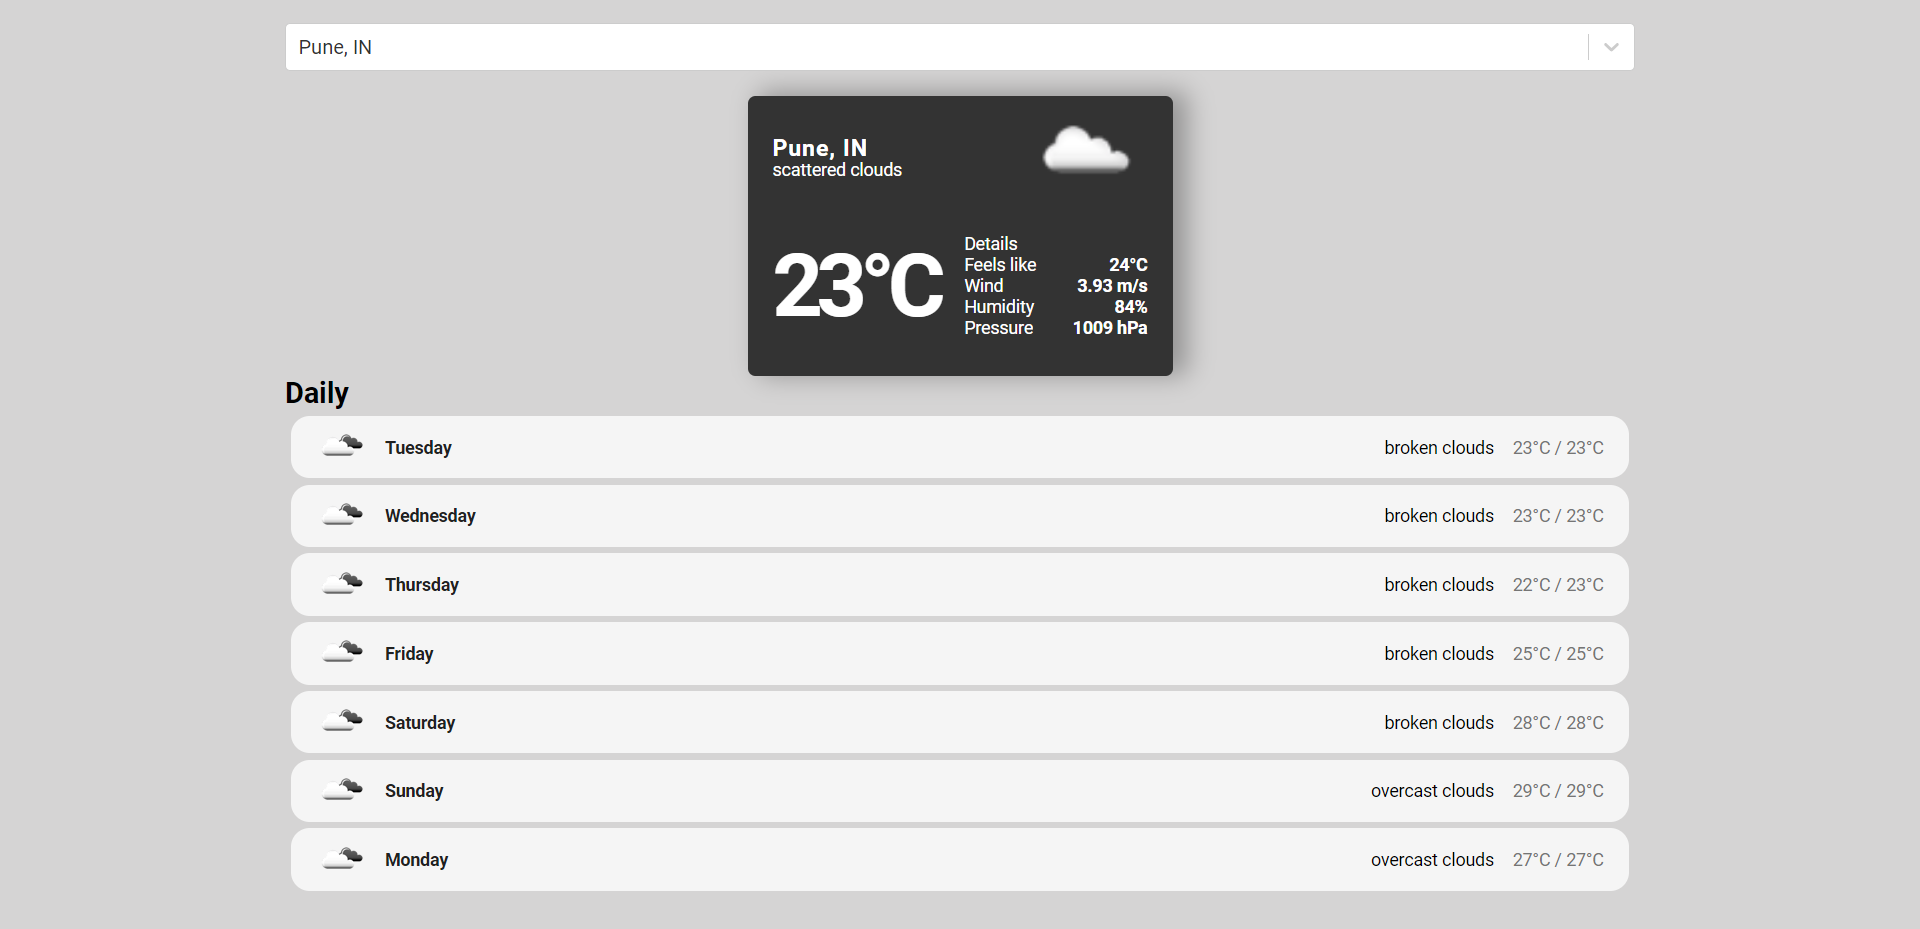 Pune, IN
Pune, IN
scattered clouds
23°C
Details
Feels like 24°C
Wind 3.93 m/s
Humidity 84%
Pressure 1009 hPa
Daily
Tuesday broken clouds 23°C / 23°C
Wednesday broken clouds 23°C / 23°C
Thursday broken clouds 22°C / 23°C
Friday broken clouds 25°C / 25°C
Saturday broken clouds 28°C / 28°C
Sunday overcast clouds 29°C / 29°C
Monday overcast clouds 27°C / 27°C